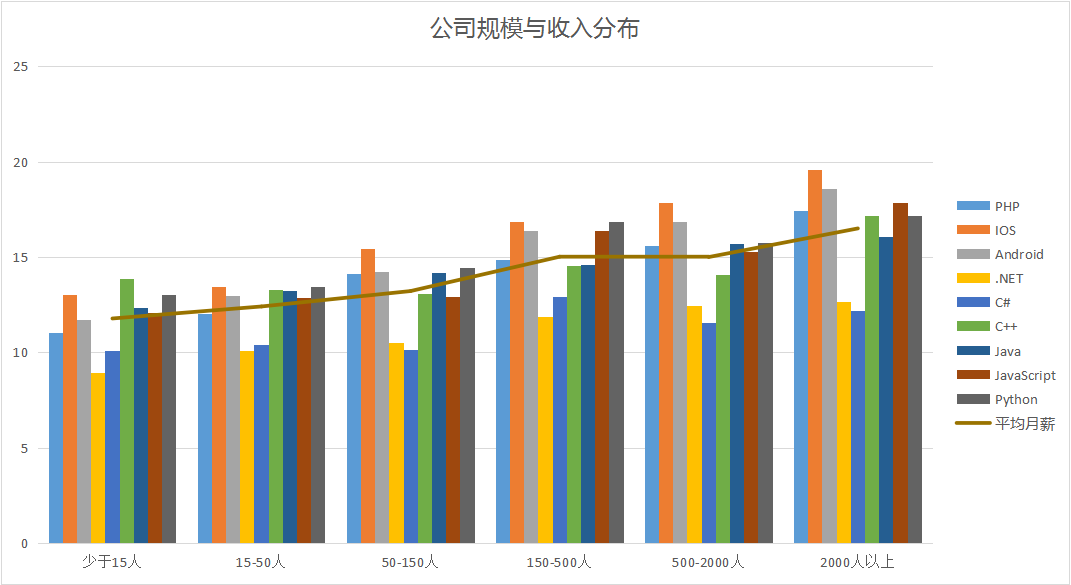 公司规模与收入分布
25
20
15
10
5
0
少于15人
15-50人
50-150人
150-500人
500-2000人
2000人以上
PHP
IOS
Android
.NET
C#
C++
Java
JavaScript
Python
平均月薪